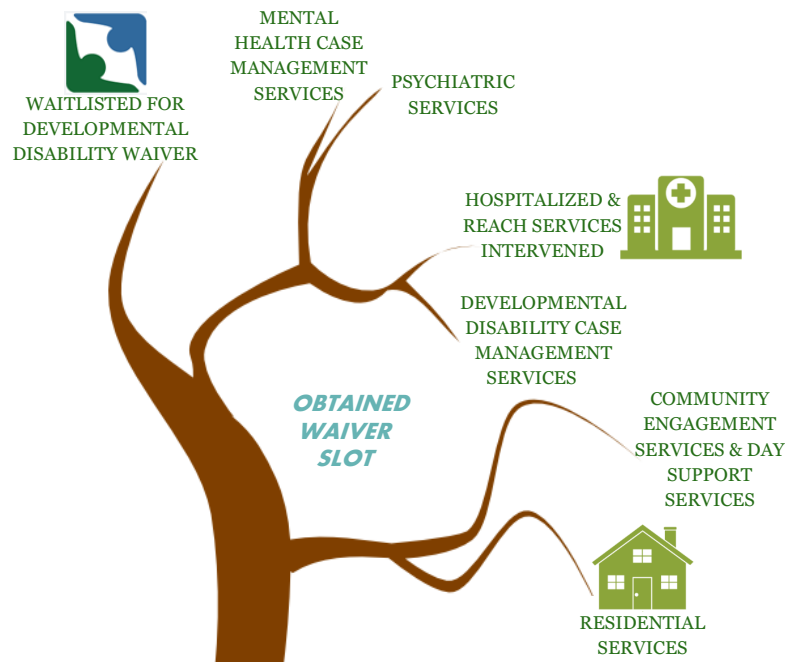 MENTAL
HEALTH CASE
MANAGEMENT
SERVICES
PSYCHIATRIC
SERVICES
WAITLISTED FOR
DEVELOPMENTAL
DISABILITY WAIVER
HOSPITALIZED &
REACH SERVICES
INTERVENED
DEVELOPMENTAL
DISABILITY CASE
MANAGEMENT
SERVICES
OBTAINED
WAIVER
SLOT
COMMUNITY
ENGAGEMENT
SERVICES & DAY
SUPPORT
SERVICES
RESIDENTIAL
SERVICES